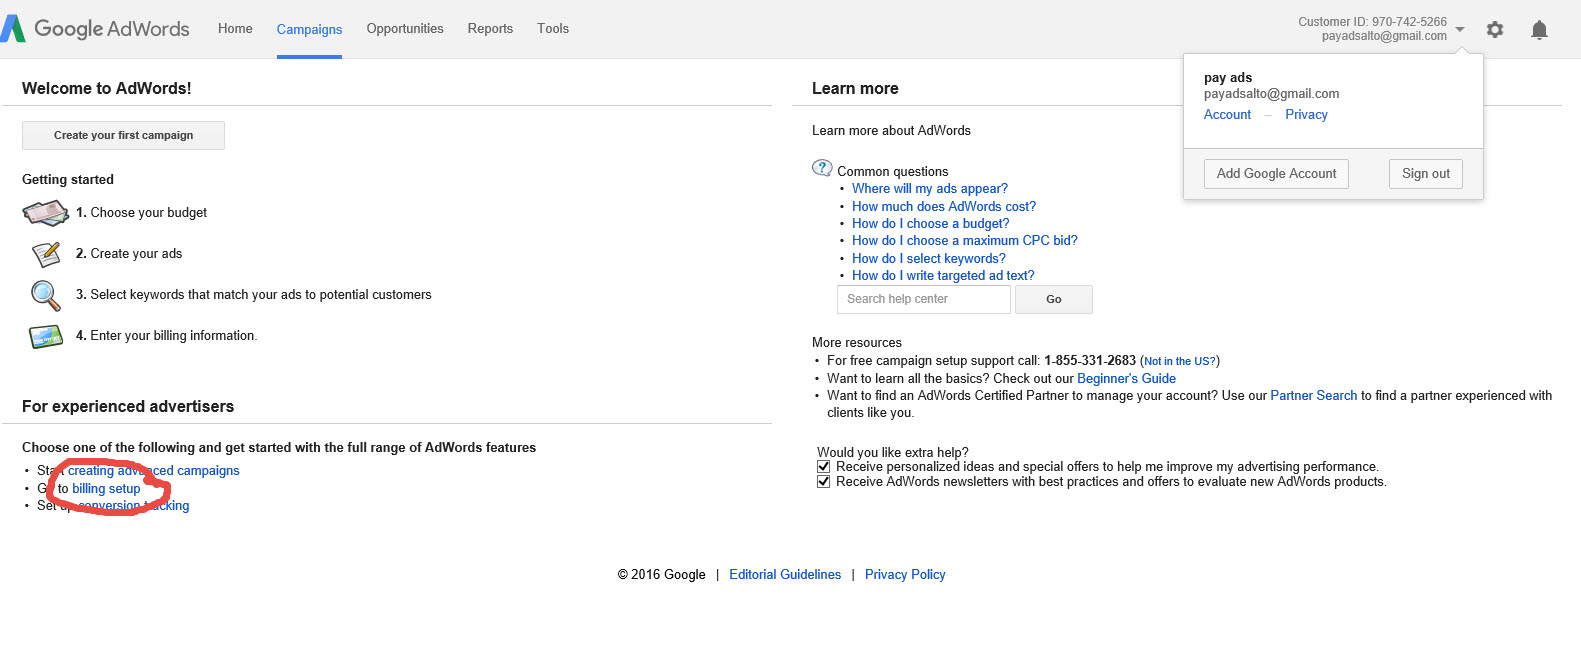 Google AdWords
Home Campaigns Opportunities Reports Tools
Customer ID: 970-742-5266
payadsalto@gmail.com
pay ads
payadsalto@gmail.com
Account – Privacy
Add Google Account Sign out
Welcome to AdWords!
Create your first campaign
Getting started
1. Choose your budget
2. Create your ads
3. Select keywords that match your ads to potential customers
4. Enter your billing information.
For experienced advertisers
Choose one of the following and get started with the full range of AdWords features
• Start creating advanced campaigns
• Go to billing setup
• Set up conversion tracking
Learn more
Learn more about AdWords
Common questions
• Where will my ads appear?
• How much does AdWords cost?
• How do I choose a budget?
• How do I choose a maximum CPC bid?
• How do I select keywords?
• How do I write targeted ad text?
Search help center Go
More resources
• For free campaign setup support call: 1-855-331-2683 (Not in the US?)
• Want to learn all the basics? Check out our Beginner's Guide
• Want to find an AdWords Certified Partner to manage your account? Use our Partner Search to find a partner experienced with
clients like you.
Would you like extra help?
Receive personalized ideas and special offers to help me improve my advertising performance.
Receive AdWords newsletters with best practices and offers to evaluate new AdWords products.
© 2016 Google | Editorial Guidelines | Privacy Policy